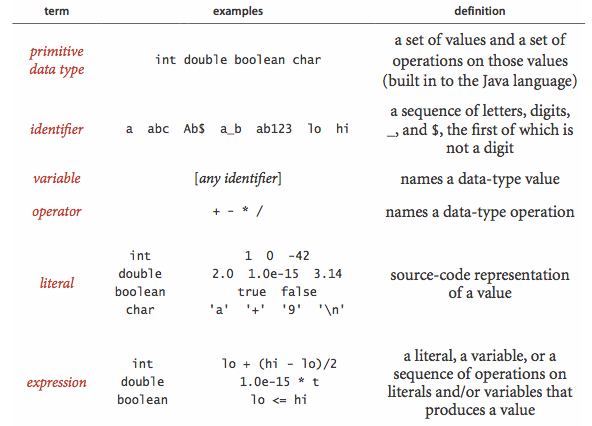 term examples definition
primitive data type int double boolean char a set of values and a set of operations on those values (built in to the Java language)
identifier a abc Ab$ a_b ab123 lo hi a sequence of letters, digits, _, and $, the first of which is not a digit
variable [any identifier] names a data-type value
operator + - * / names a data-type operation
literal
int 1 0 -42
double 2.0 1.0e-15 3.14
boolean true false
char 'a' '+' '9' '\n'
source-code representation
of a value
expression
int lo + (hi - lo)/2
double 1.0e-15 * t
boolean lo <= hi
a literal, a variable, or a
sequence of operations on
literals and/or variables that
produces a value